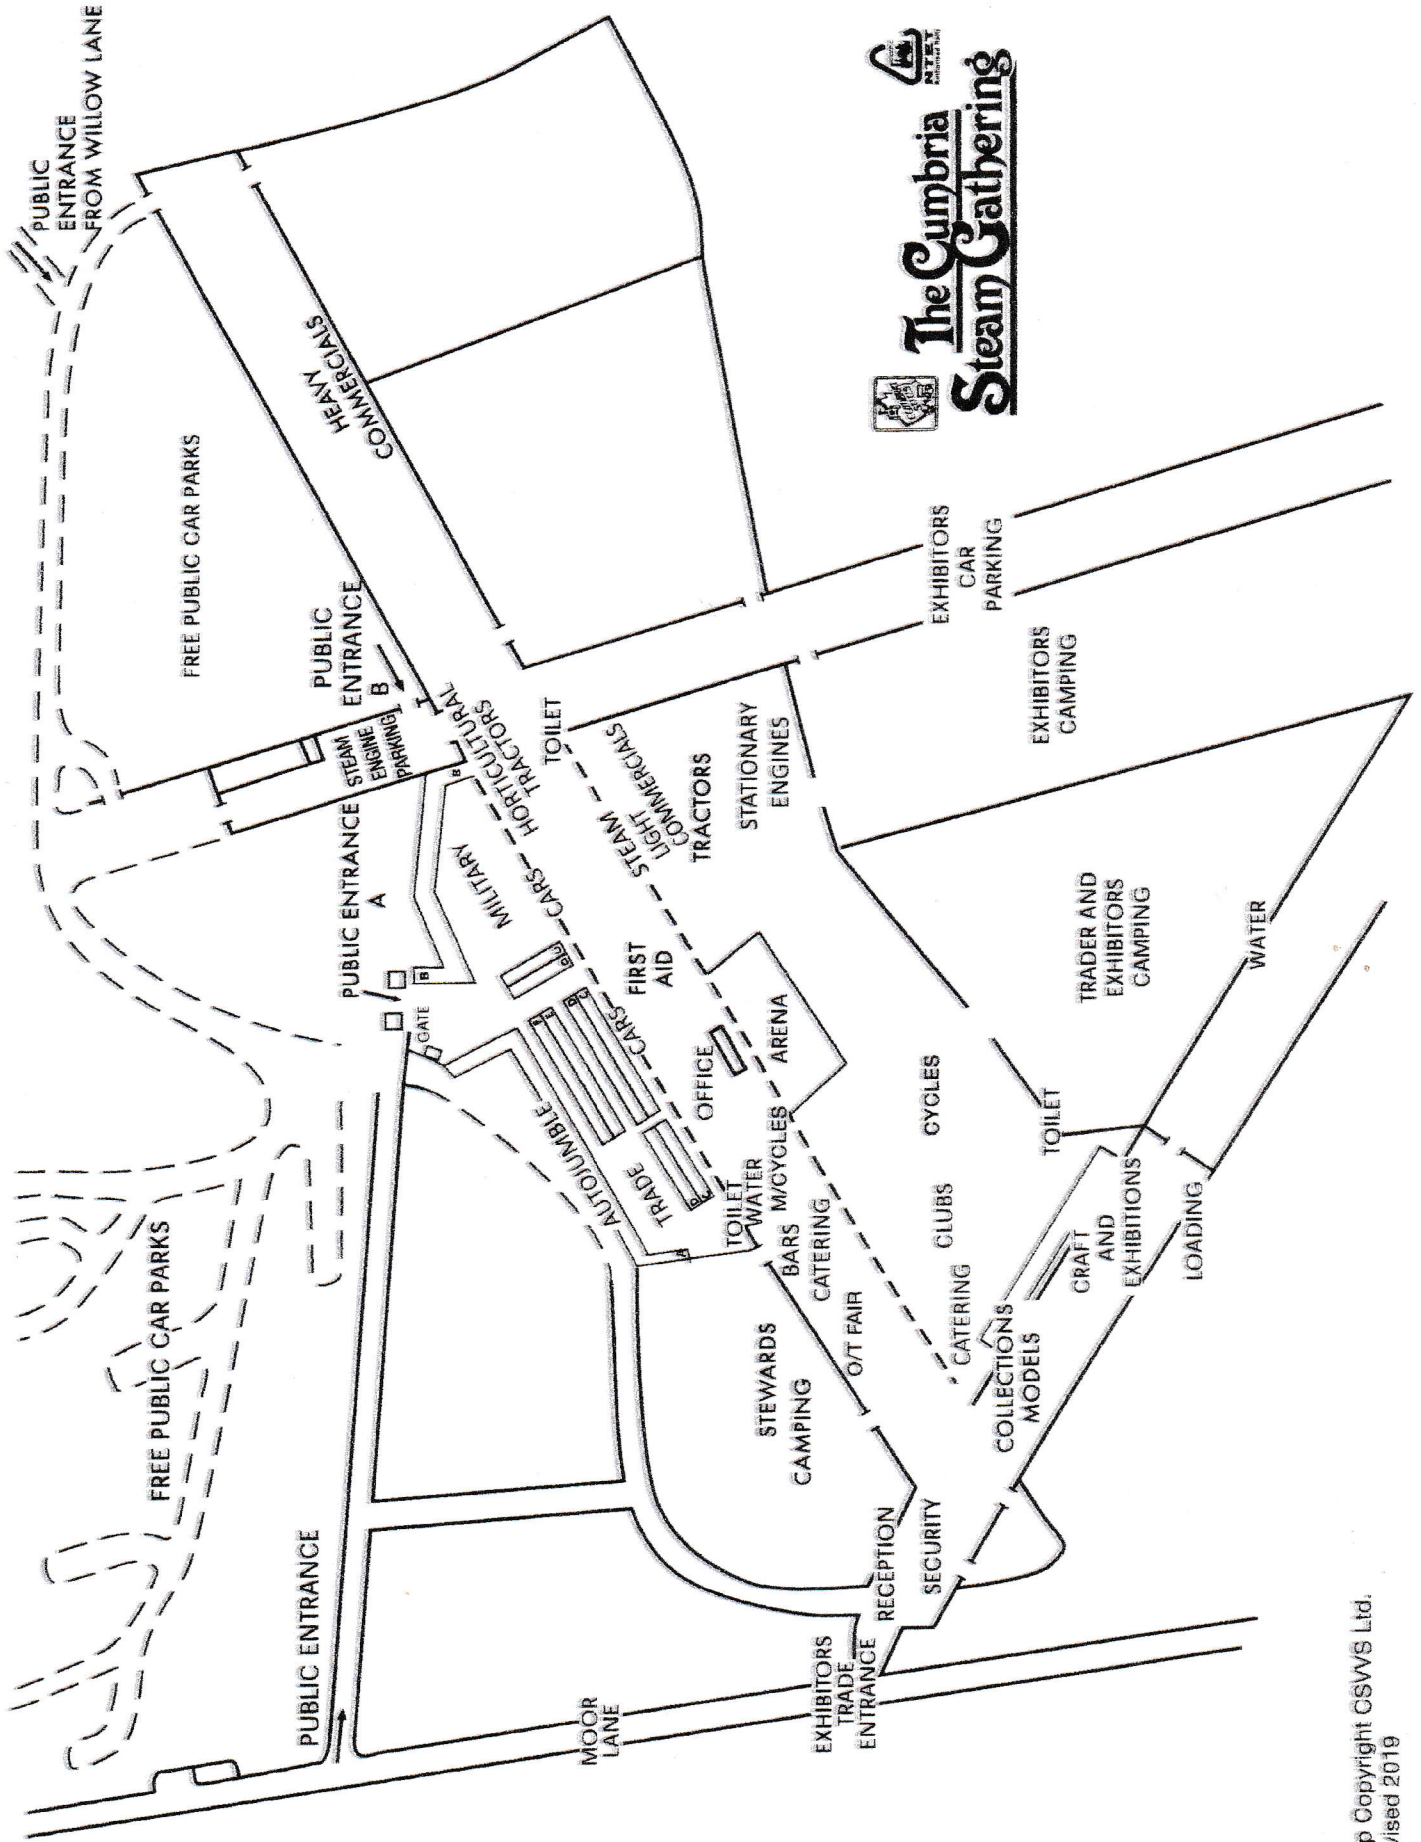 PUBLIC
ENTRANCE
FROM WILLOW LANE
FREE PUBLIC CAR PARKS
HEAVY
COMMERCIALS
PUBLIC
ENTRANCE
B
STEAM
ENGINE
PARKING
PUBLIC ENTRANCE
A
GATE
HORTICULTURAL
TRACTORS
TOILET
MILITARY
CARS
CARS
STEAM
LIGHT
COMMERCIALS
TRACTORS
STATIONARY
ENGINES
FIRST
AID
OFFICE
ARENA
AUTOJUMBLE
TRADE
TOILET
WATER
M/CYCLES
BARS
CATERING
O/T FAIR
CYCLES
CLUBS
CATERING
COLLECTIONS
MODELS
CRAFT
AND
EXHIBITIONS
LOADING
TOILET
WATER
TRADER AND
EXHIBITORS
CAMPING
EXHIBITORS
CAMPING
EXHIBITORS
CAR
PARKING
STEWARDS
CAMPING
RECEPTION
SECURITY
EXHIBITORS
TRADE
ENTRANCE
MOOR
LANE
PUBLIC ENTRANCE
FREE PUBLIC CAR PARKS
NTET
The Cumbria
Steam Gathering
p Copyright CSVVS Ltd.
vised 2019